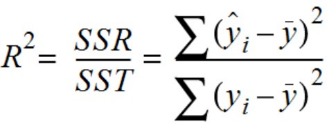 R² = SSR/SST = ∑(ŷᵢ − ȳ)² / ∑(yᵢ − ȳ)²